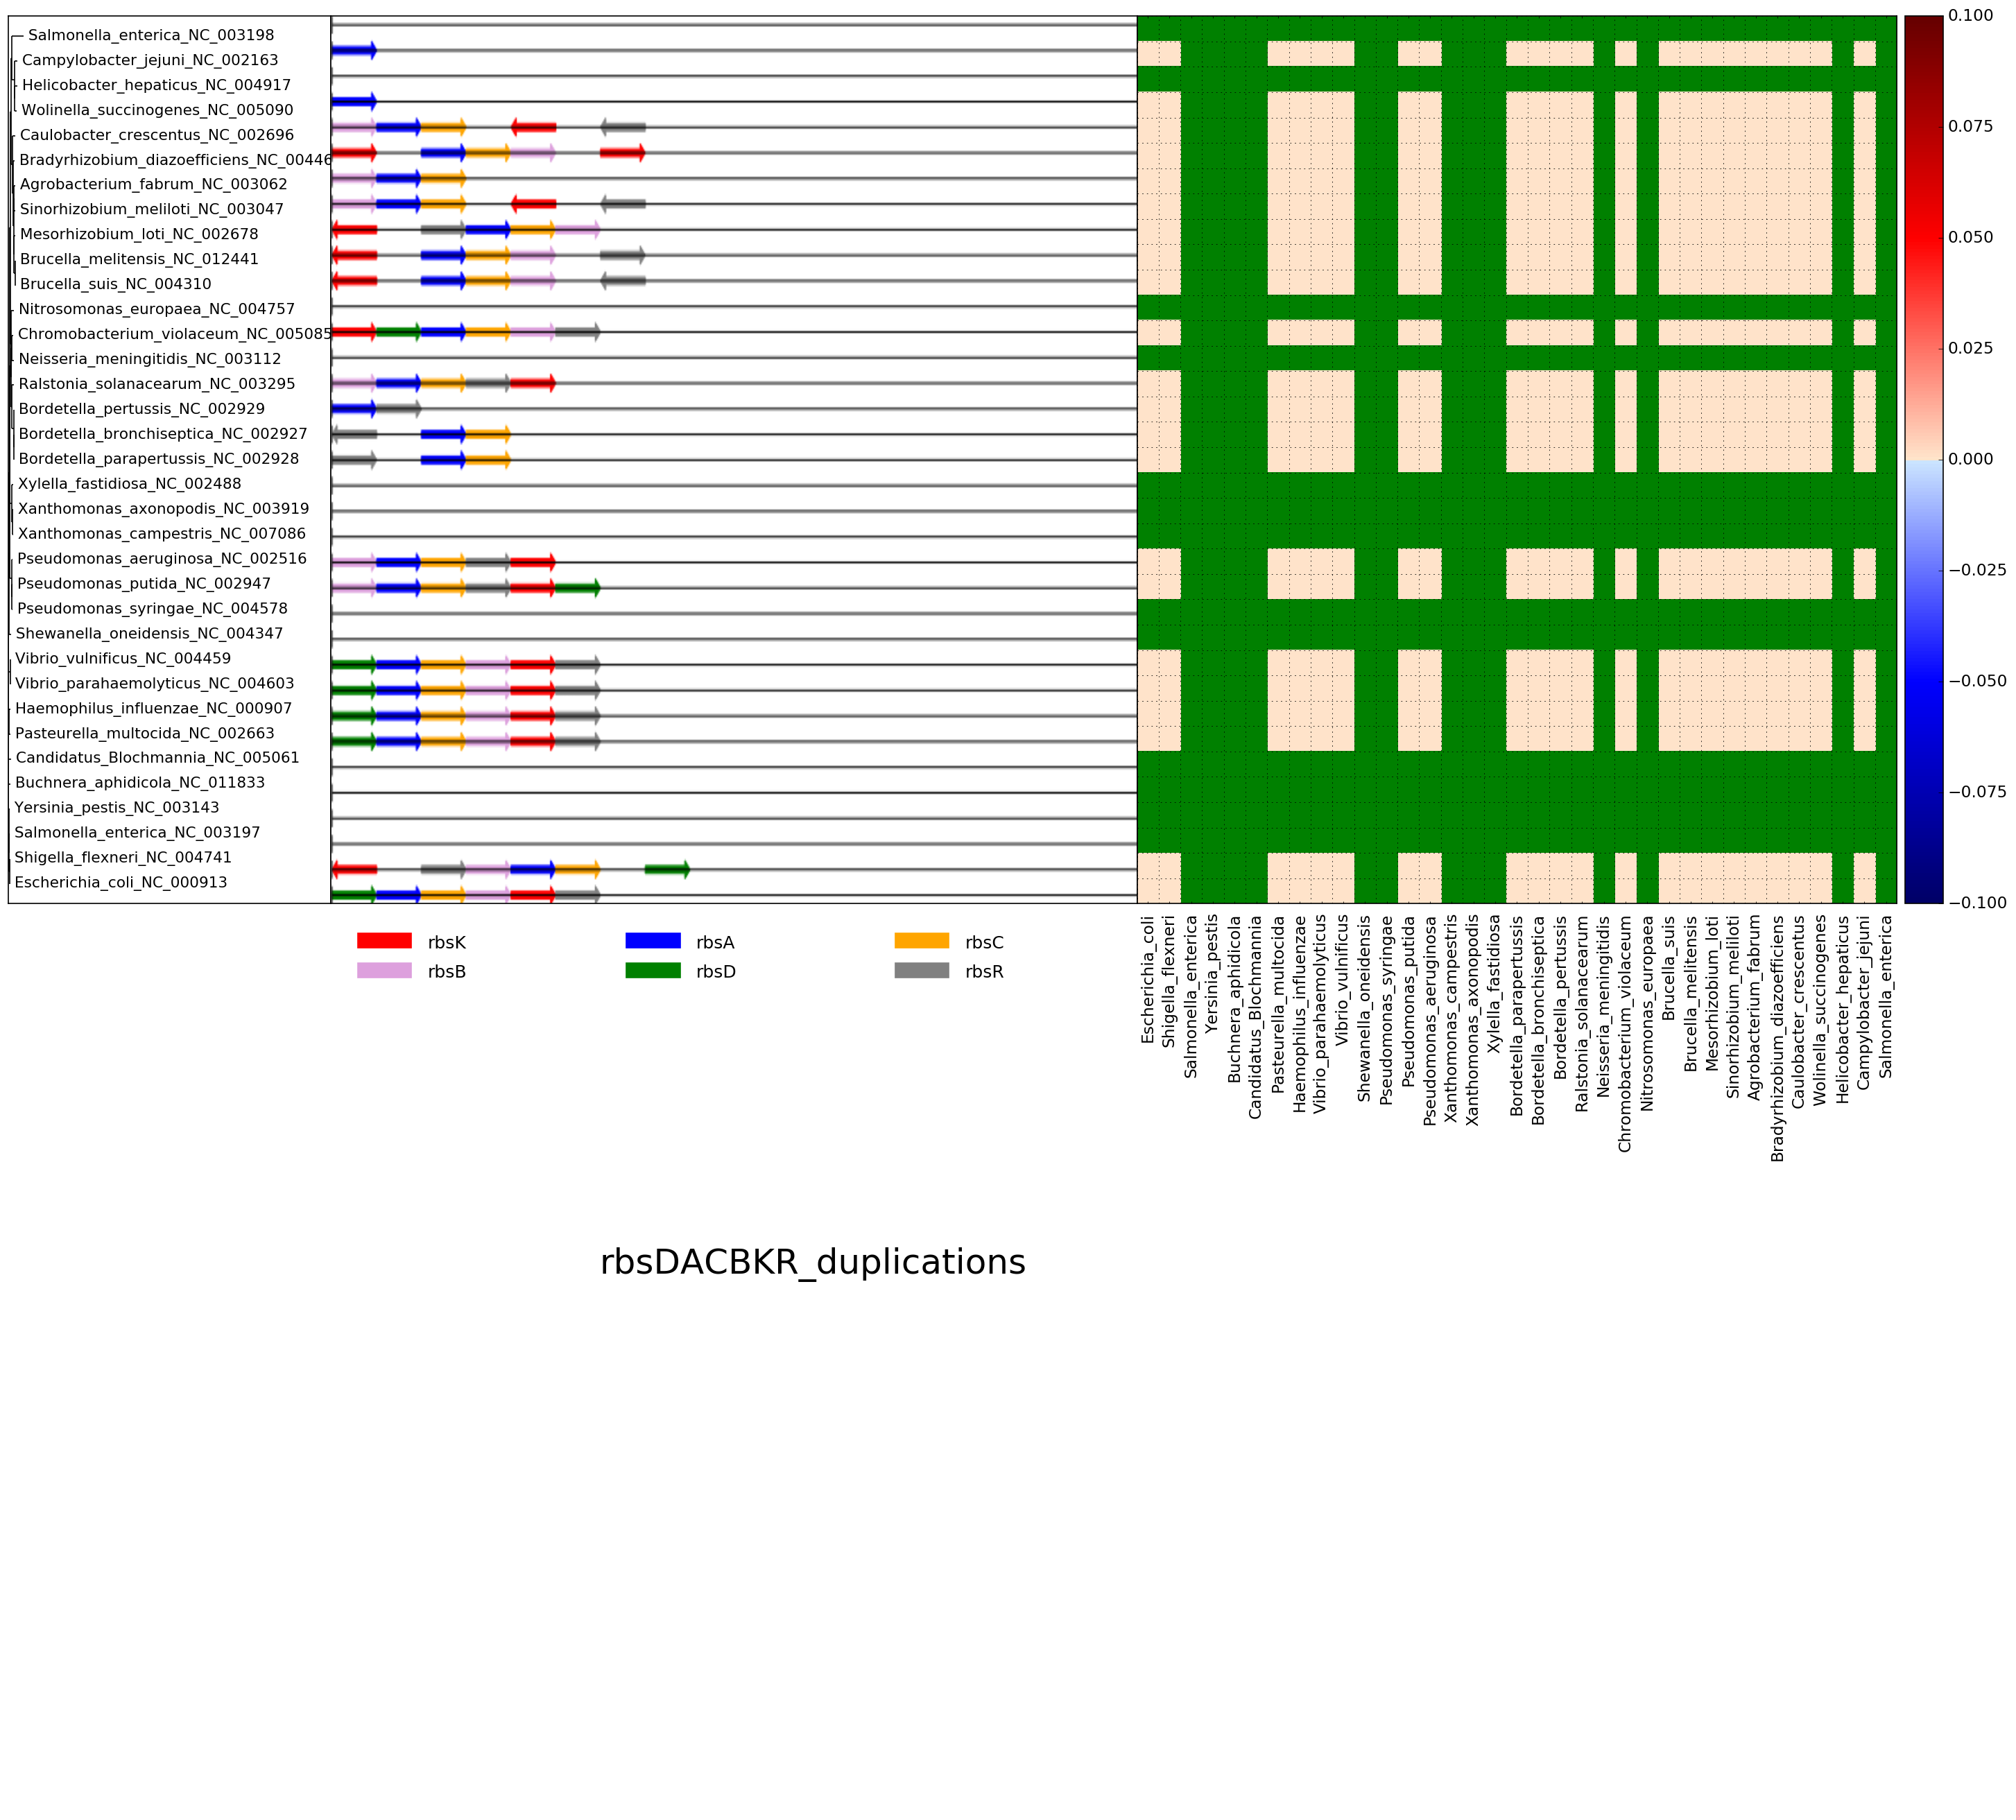 Salmonella_enterica_NC_003198
Campylobacter_jejuni_NC_002163
Helicobacter_hepaticus_NC_004917
Wolinella_succinogenes_NC_005090
Caulobacter_crescentus_NC_002696
Bradyrhizobium_diazoefficiens_NC_00446
Agrobacterium_fabrum_NC_003062
Sinorhizobium_meliloti_NC_003047
Mesorhizobium_loti_NC_002678
Brucella_melitensis_NC_012441
Brucella_suis_NC_004310
Nitrosomonas_europaea_NC_004757
Chromobacterium_violaceum_NC_005085
Neisseria_meningitidis_NC_003112
Ralstonia_solanacearum_NC_003295
Bordetella_pertussis_NC_002929
Bordetella_bronchiseptica_NC_002927
Bordetella_parapertussis_NC_002928
Xylella_fastidiosa_NC_002488
Xanthomonas_axonopodis_NC_003919
Xanthomonas_campestris_NC_007086
Pseudomonas_aeruginosa_NC_002516
Pseudomonas_putida_NC_002947
Pseudomonas_syringae_NC_004578
Shewanella_oneidensis_NC_004347
Vibrio_vulnificus_NC_004459
Vibrio_parahaemolyticus_NC_004603
Haemophilus_influenzae_NC_000907
Pasteurella_multocida_NC_002663
Candidatus_Blochmannia_NC_005061
Buchnera_aphidicola_NC_011833
Yersinia_pestis_NC_003143
Salmonella_enterica_NC_003197
Shigella_flexneri_NC_004741
Escherichia_coli_NC_000913
0.100
0.075
0.050
0.025
0.000
−0.025
−0.050
−0.075
−0.100
Escherichia_coli
Shigella_flexneri
Salmonella_enterica
Yersinia_pestis
Buchnera_aphidicola
Candidatus_Blochmannia
Pasteurella_multocida
Haemophilus_influenzae
Vibrio_parahaemolyticus
Vibrio_vulnificus
Shewanella_oneidensis
Pseudomonas_syringae
Pseudomonas_putida
Pseudomonas_aeruginosa
Xanthomonas_campestris
Xanthomonas_axonopodis
Xylella_fastidiosa
Bordetella_parapertussis
Bordetella_bronchiseptica
Bordetella_pertussis
Ralstonia_solanacearum
Neisseria_meningitidis
Chromobacterium_violaceum
Nitrosomonas_europaea
Brucella_suis
Brucella_melitensis
Mesorhizobium_loti
Sinorhizobium_meliloti
Agrobacterium_fabrum
Bradyrhizobium_diazoefficiens
Caulobacter_crescentus
Wolinella_succinogenes
Helicobacter_hepaticus
Campylobacter_jejuni
Salmonella_enterica
rbsK rbsA rbsC
rbsB rbsD rbsR
rbsDACBKR_duplications